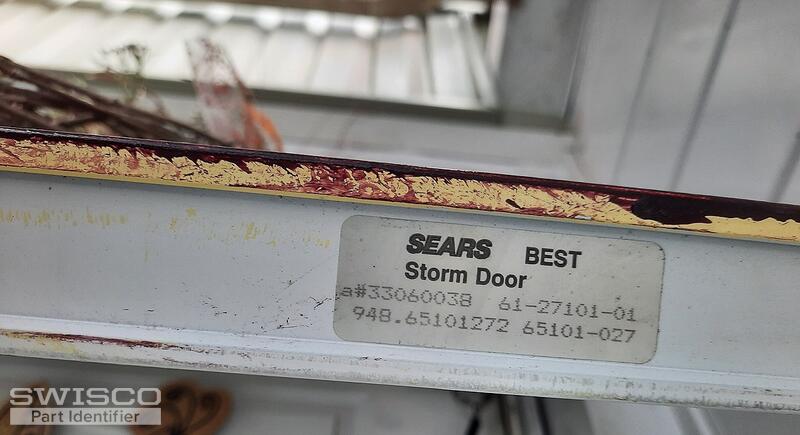 SEARS BEST
Storm Door
a#33060038 61-27101-01
948.65101272 65101-027
SWISCO
Part Identifier